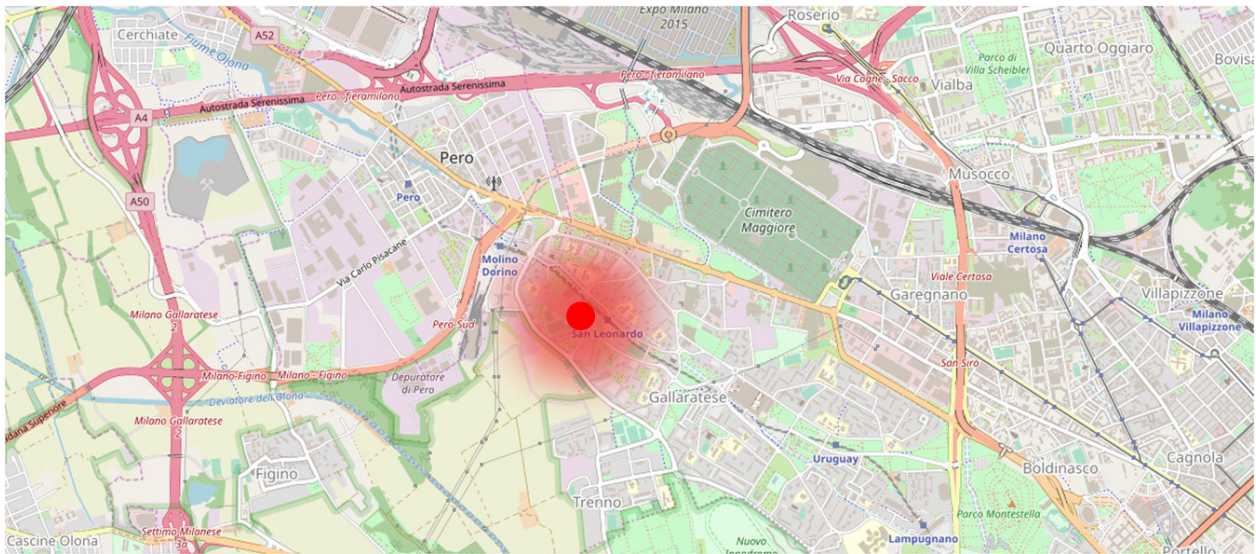 Expo Milano
2015
Roserio
Cerchiate
A52
Fiume Olona
Quarto Oggiaro
Parco di
Villa Scheibler
Bovisa
Pero - fieramilano
Via Cogne - Sacco
Vialba
Autostrada Serenissima
Pero - fieramilano
Autostrada Serenissima
A4
Pero
Musocco
A50
Pero
Cimitero
Maggiore
Milano
Certosa
Molino
Dorino
Via Carlo Pisacane
Viale Certosa
Garegnano
Villapizzone
Milano
Villapizzone
Milano Gallaratese
2
Pero Sud
San Leonardo
San Siro
Milano-Figino
Milano - Figino
Depuratore
di Pero
Deviatore dell'Olona
Gallaratese
Milano Gallaratese
2
Uruguay
Cagnola
Figino
Boldinasco
Trenno
Parco Montestella
Settimo Milanese
3a
Cascine Olona
Nuovo
Lampugnano
Portello